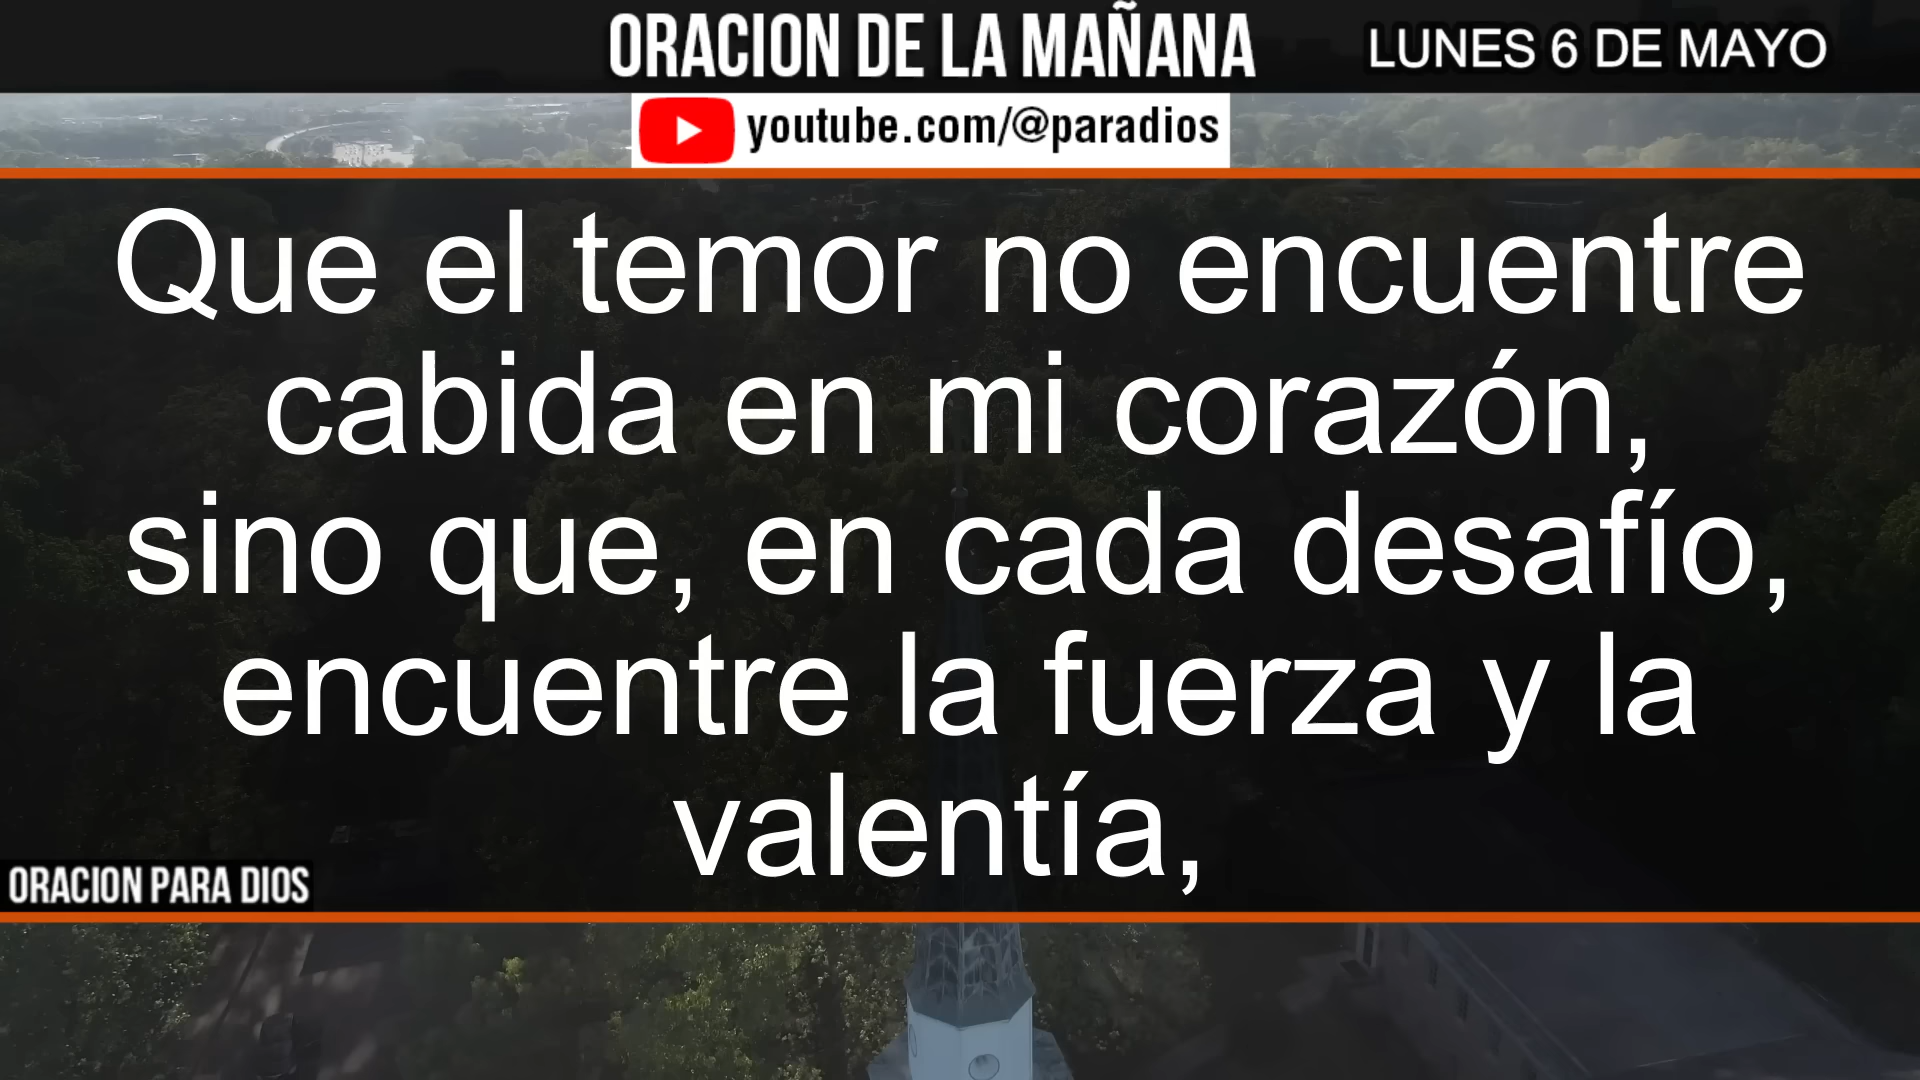 ORACION DE LA MAÑANA
LUNES 6 DE MAYO
youtube.com/@paradios
Que el temor no encuentre
cabida en mi corazón,
sino que, en cada desafío,
encuentre la fuerza y la
valentía,
ORACION PARA DIOS